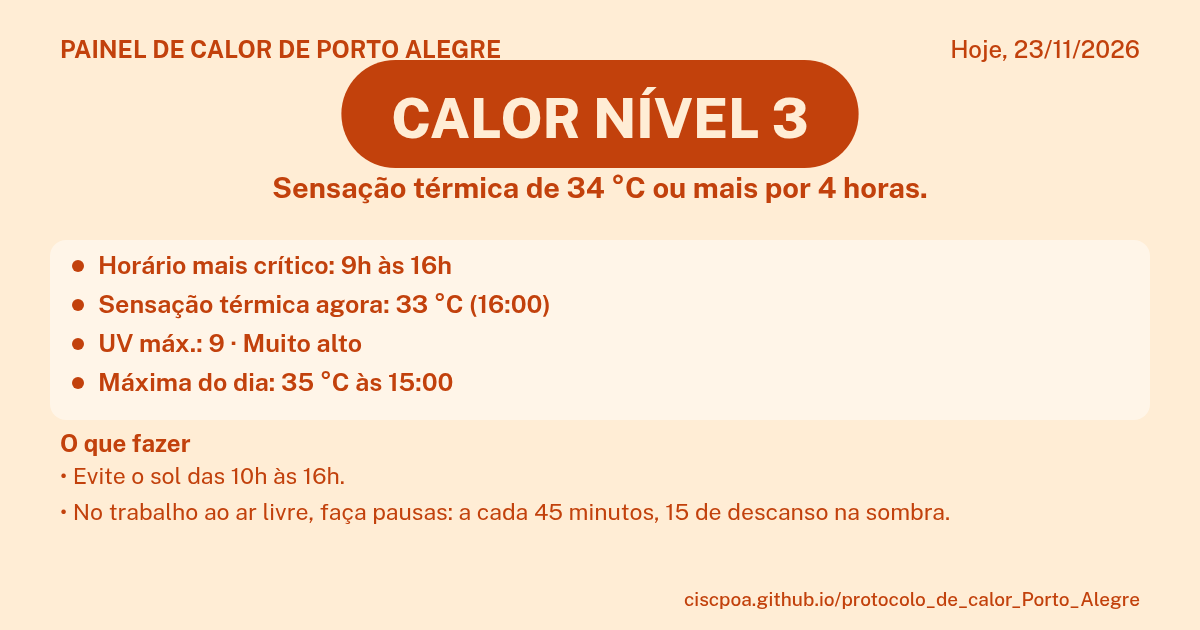 PAINEL DE CALOR DE PORTO ALEGRE
Hoje, 23/11/2026
CALOR NÍVEL 3
Sensação térmica de 34 °C ou mais por 4 horas.
• Horário mais crítico: 9h às 16h
• Sensação térmica agora: 33 °C (16:00)
• UV máx.: 9 · Muito alto
• Máxima do dia: 35 °C às 15:00
O que fazer
• Evite o sol das 10h às 16h.
• No trabalho ao ar livre, faça pausas: a cada 45 minutos, 15 de descanso na sombra.
ciscpoa.github.io/protocolo_de_calor_Porto_Alegre